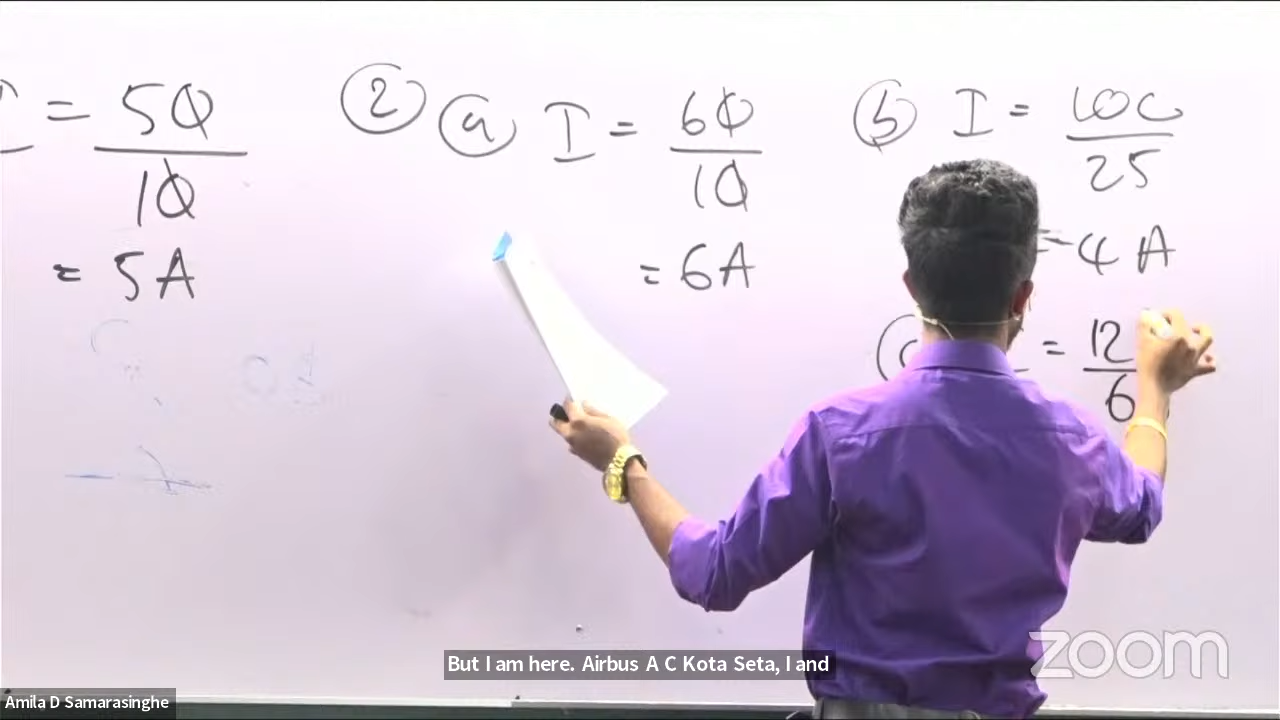 = 50
10
= 5A
2 a I = 60
10
= 6A
b I = 100
25
= 4A
= 12
6
But I am here. Airbus A C Kota Seta, I and
zoom
Amila D Samarasinghe